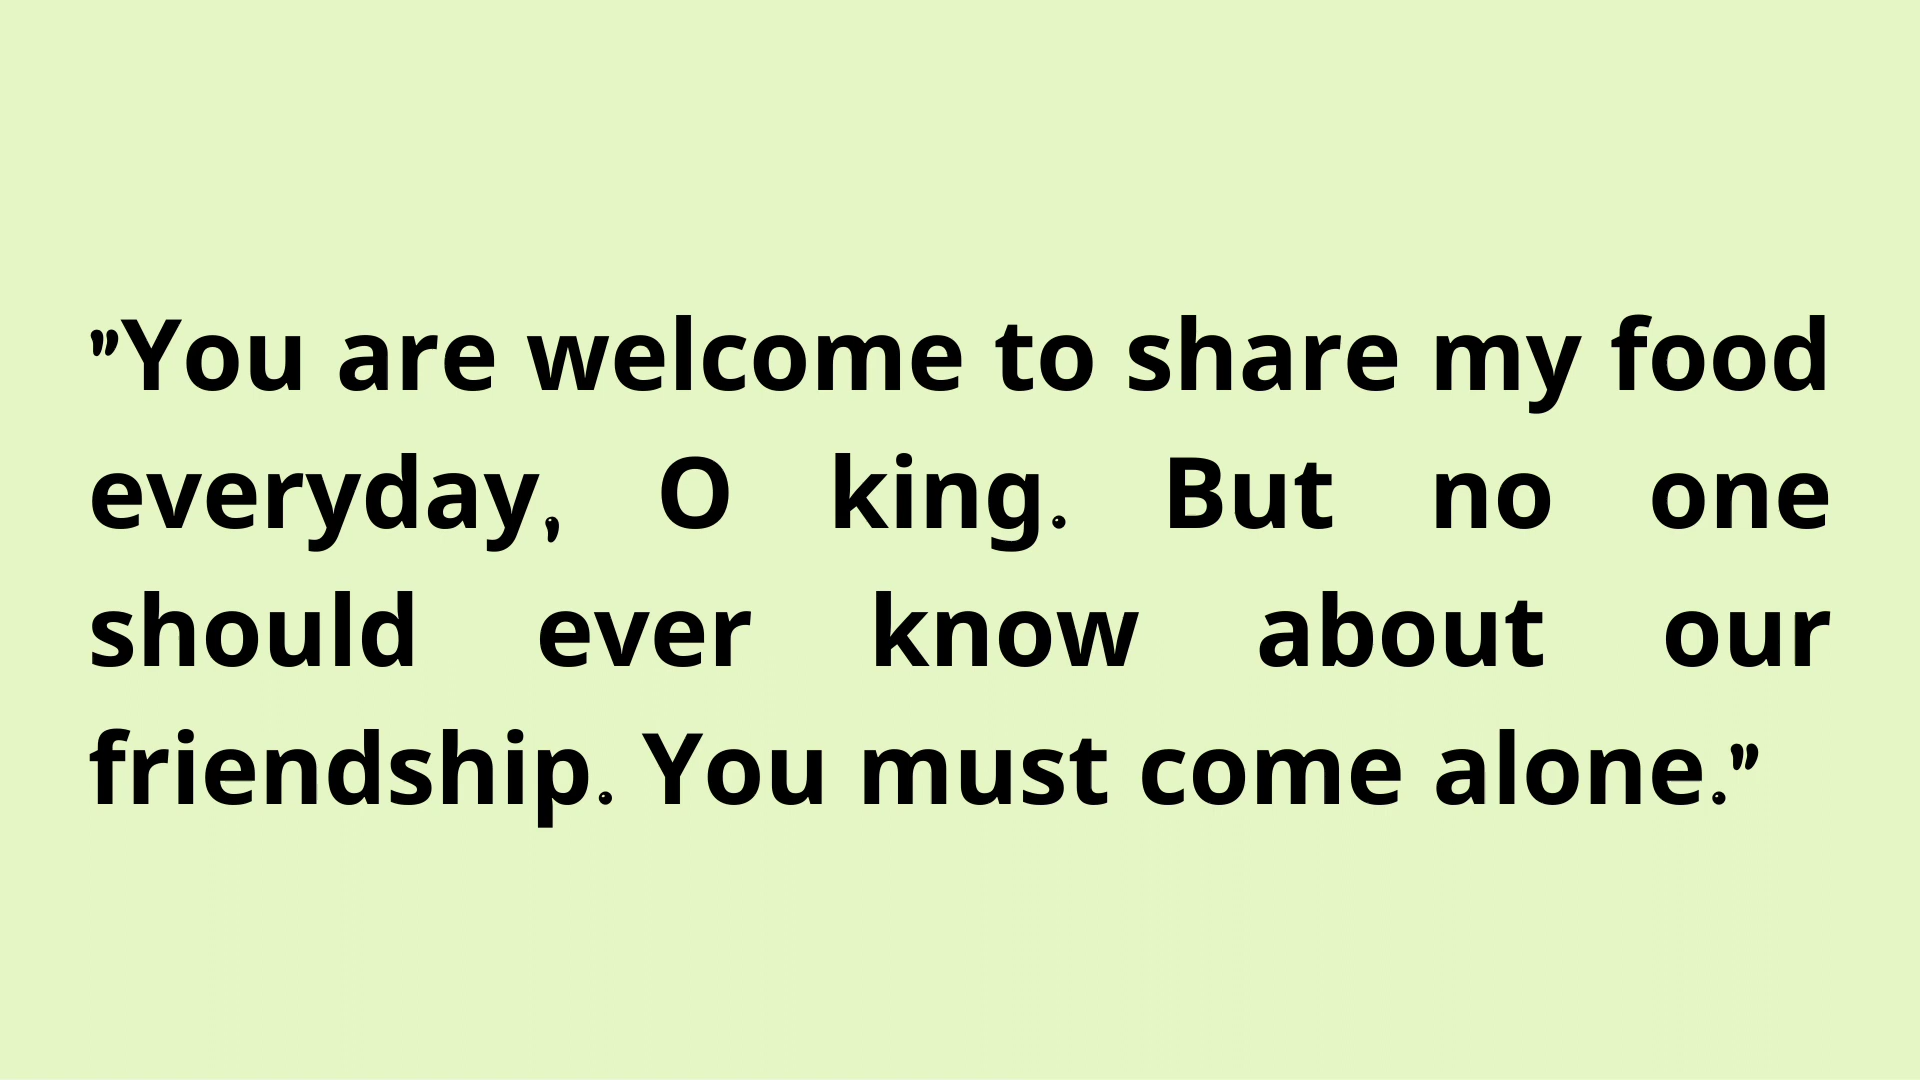 "You are welcome to share my food
everyday, O king. But no one
should ever know about our
friendship. You must come alone."